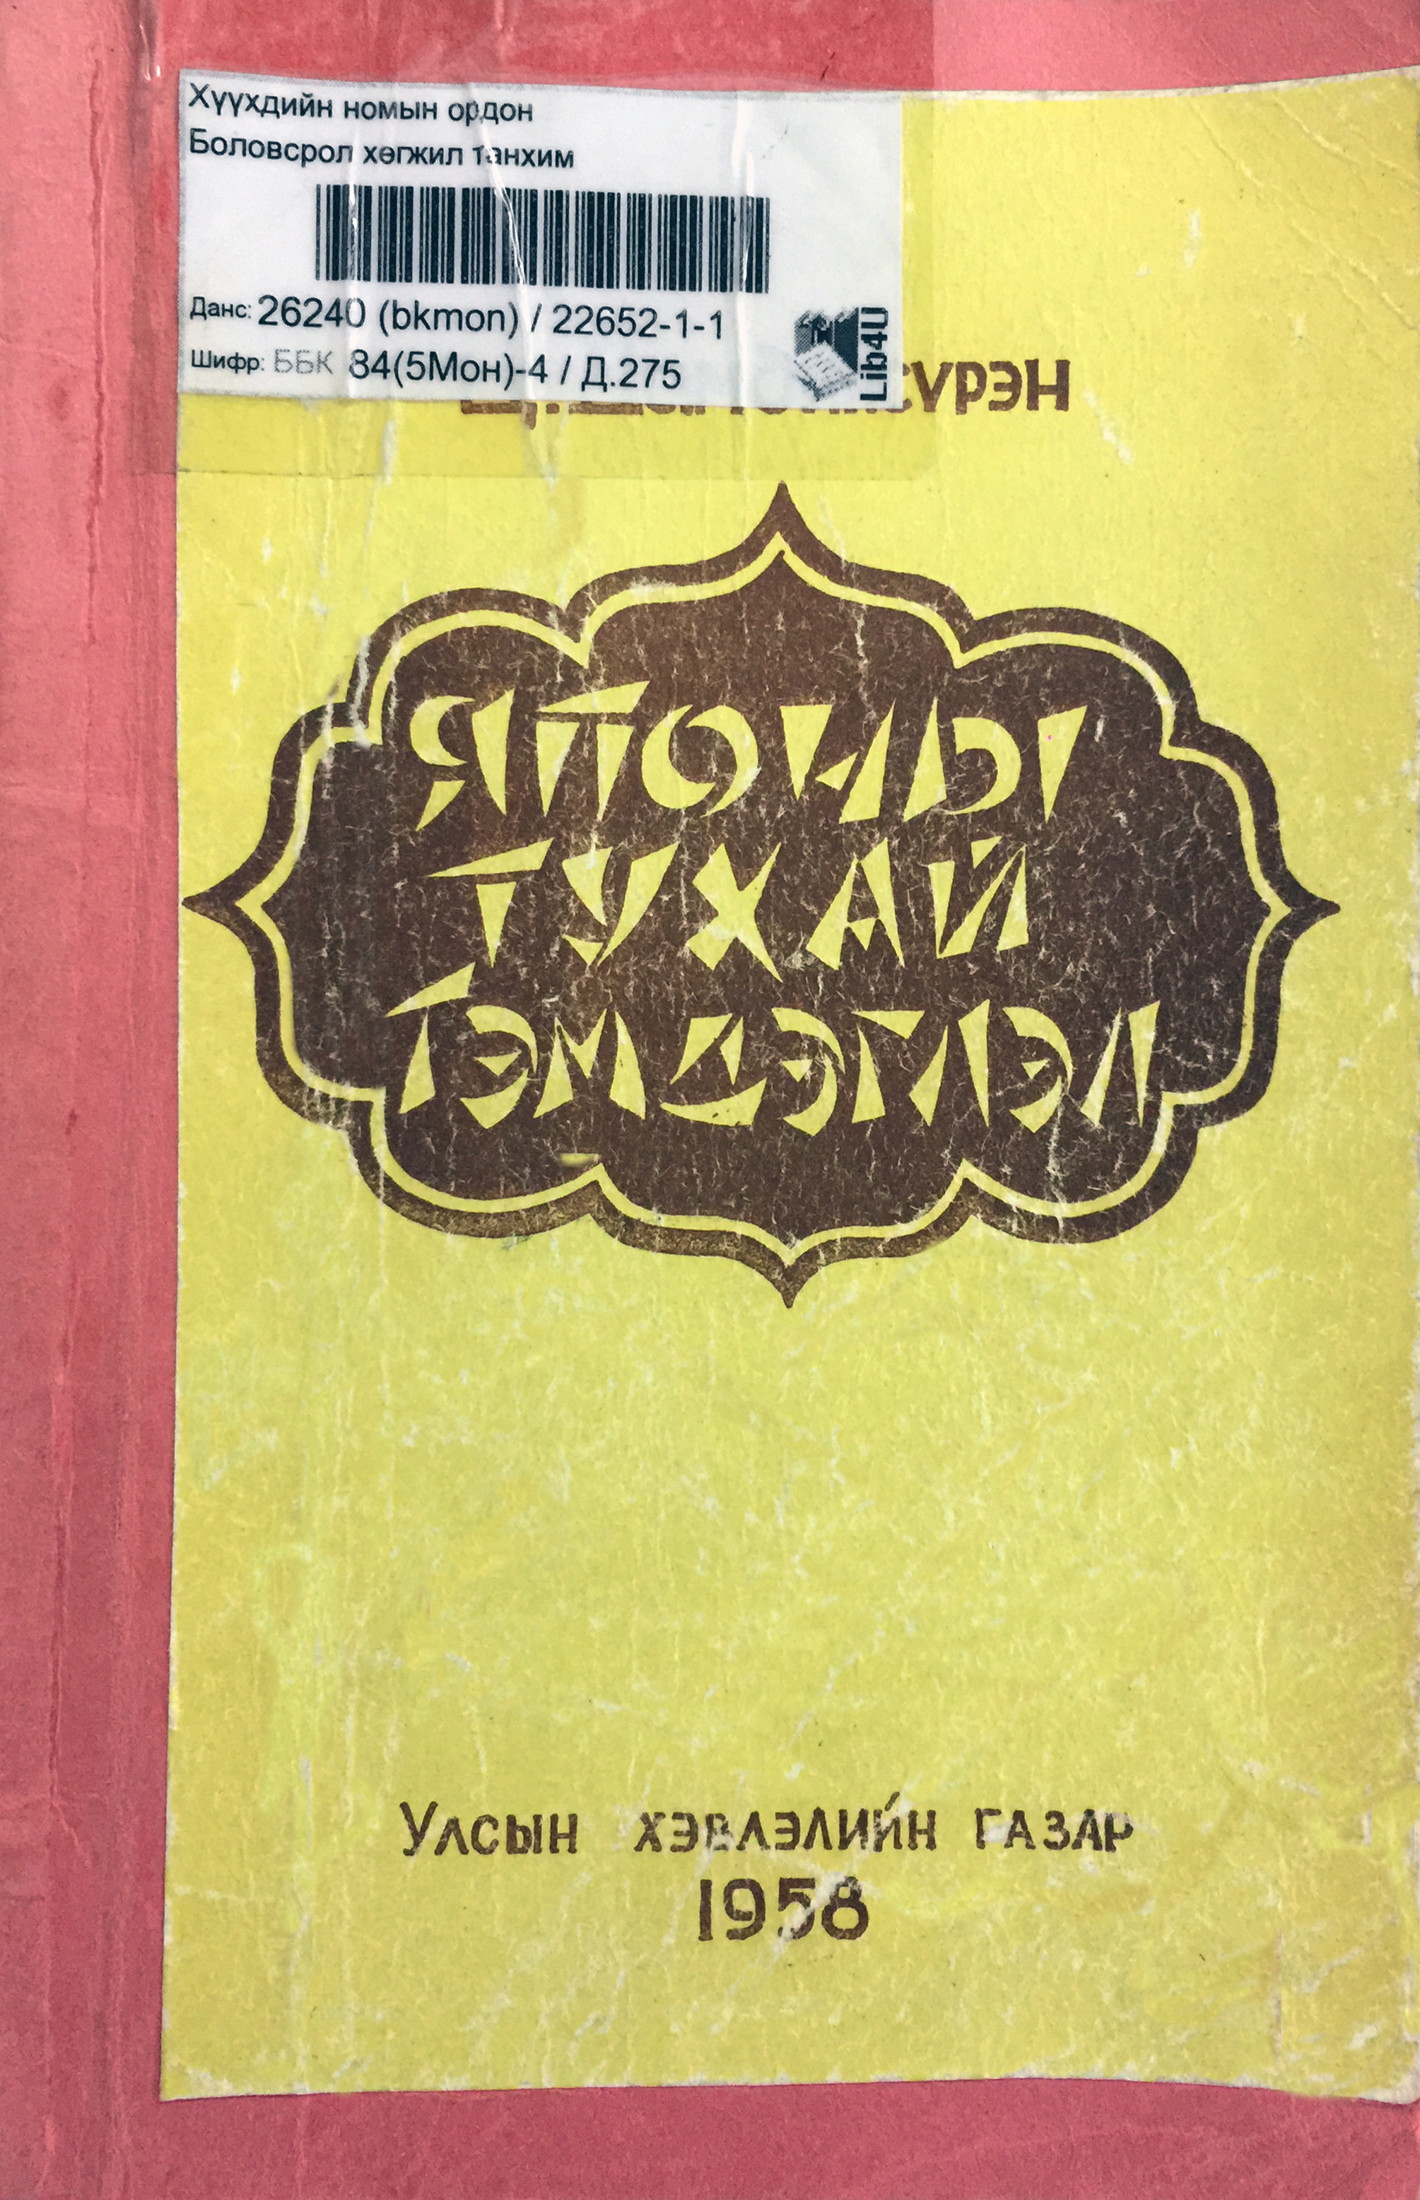 Хүүхдийн номын ордон
Боловсрол хөгжил танхим
Данс: 26240 (bkmon) / 22652-1-1
Шифр: ББК 84(5Мон)-4 / Д.275
Lib4U
ЯПОНЫ
ТУХАЙ
ТЭМДЭГЛЭЛ
Улсын хэвлэлийн газар
1958